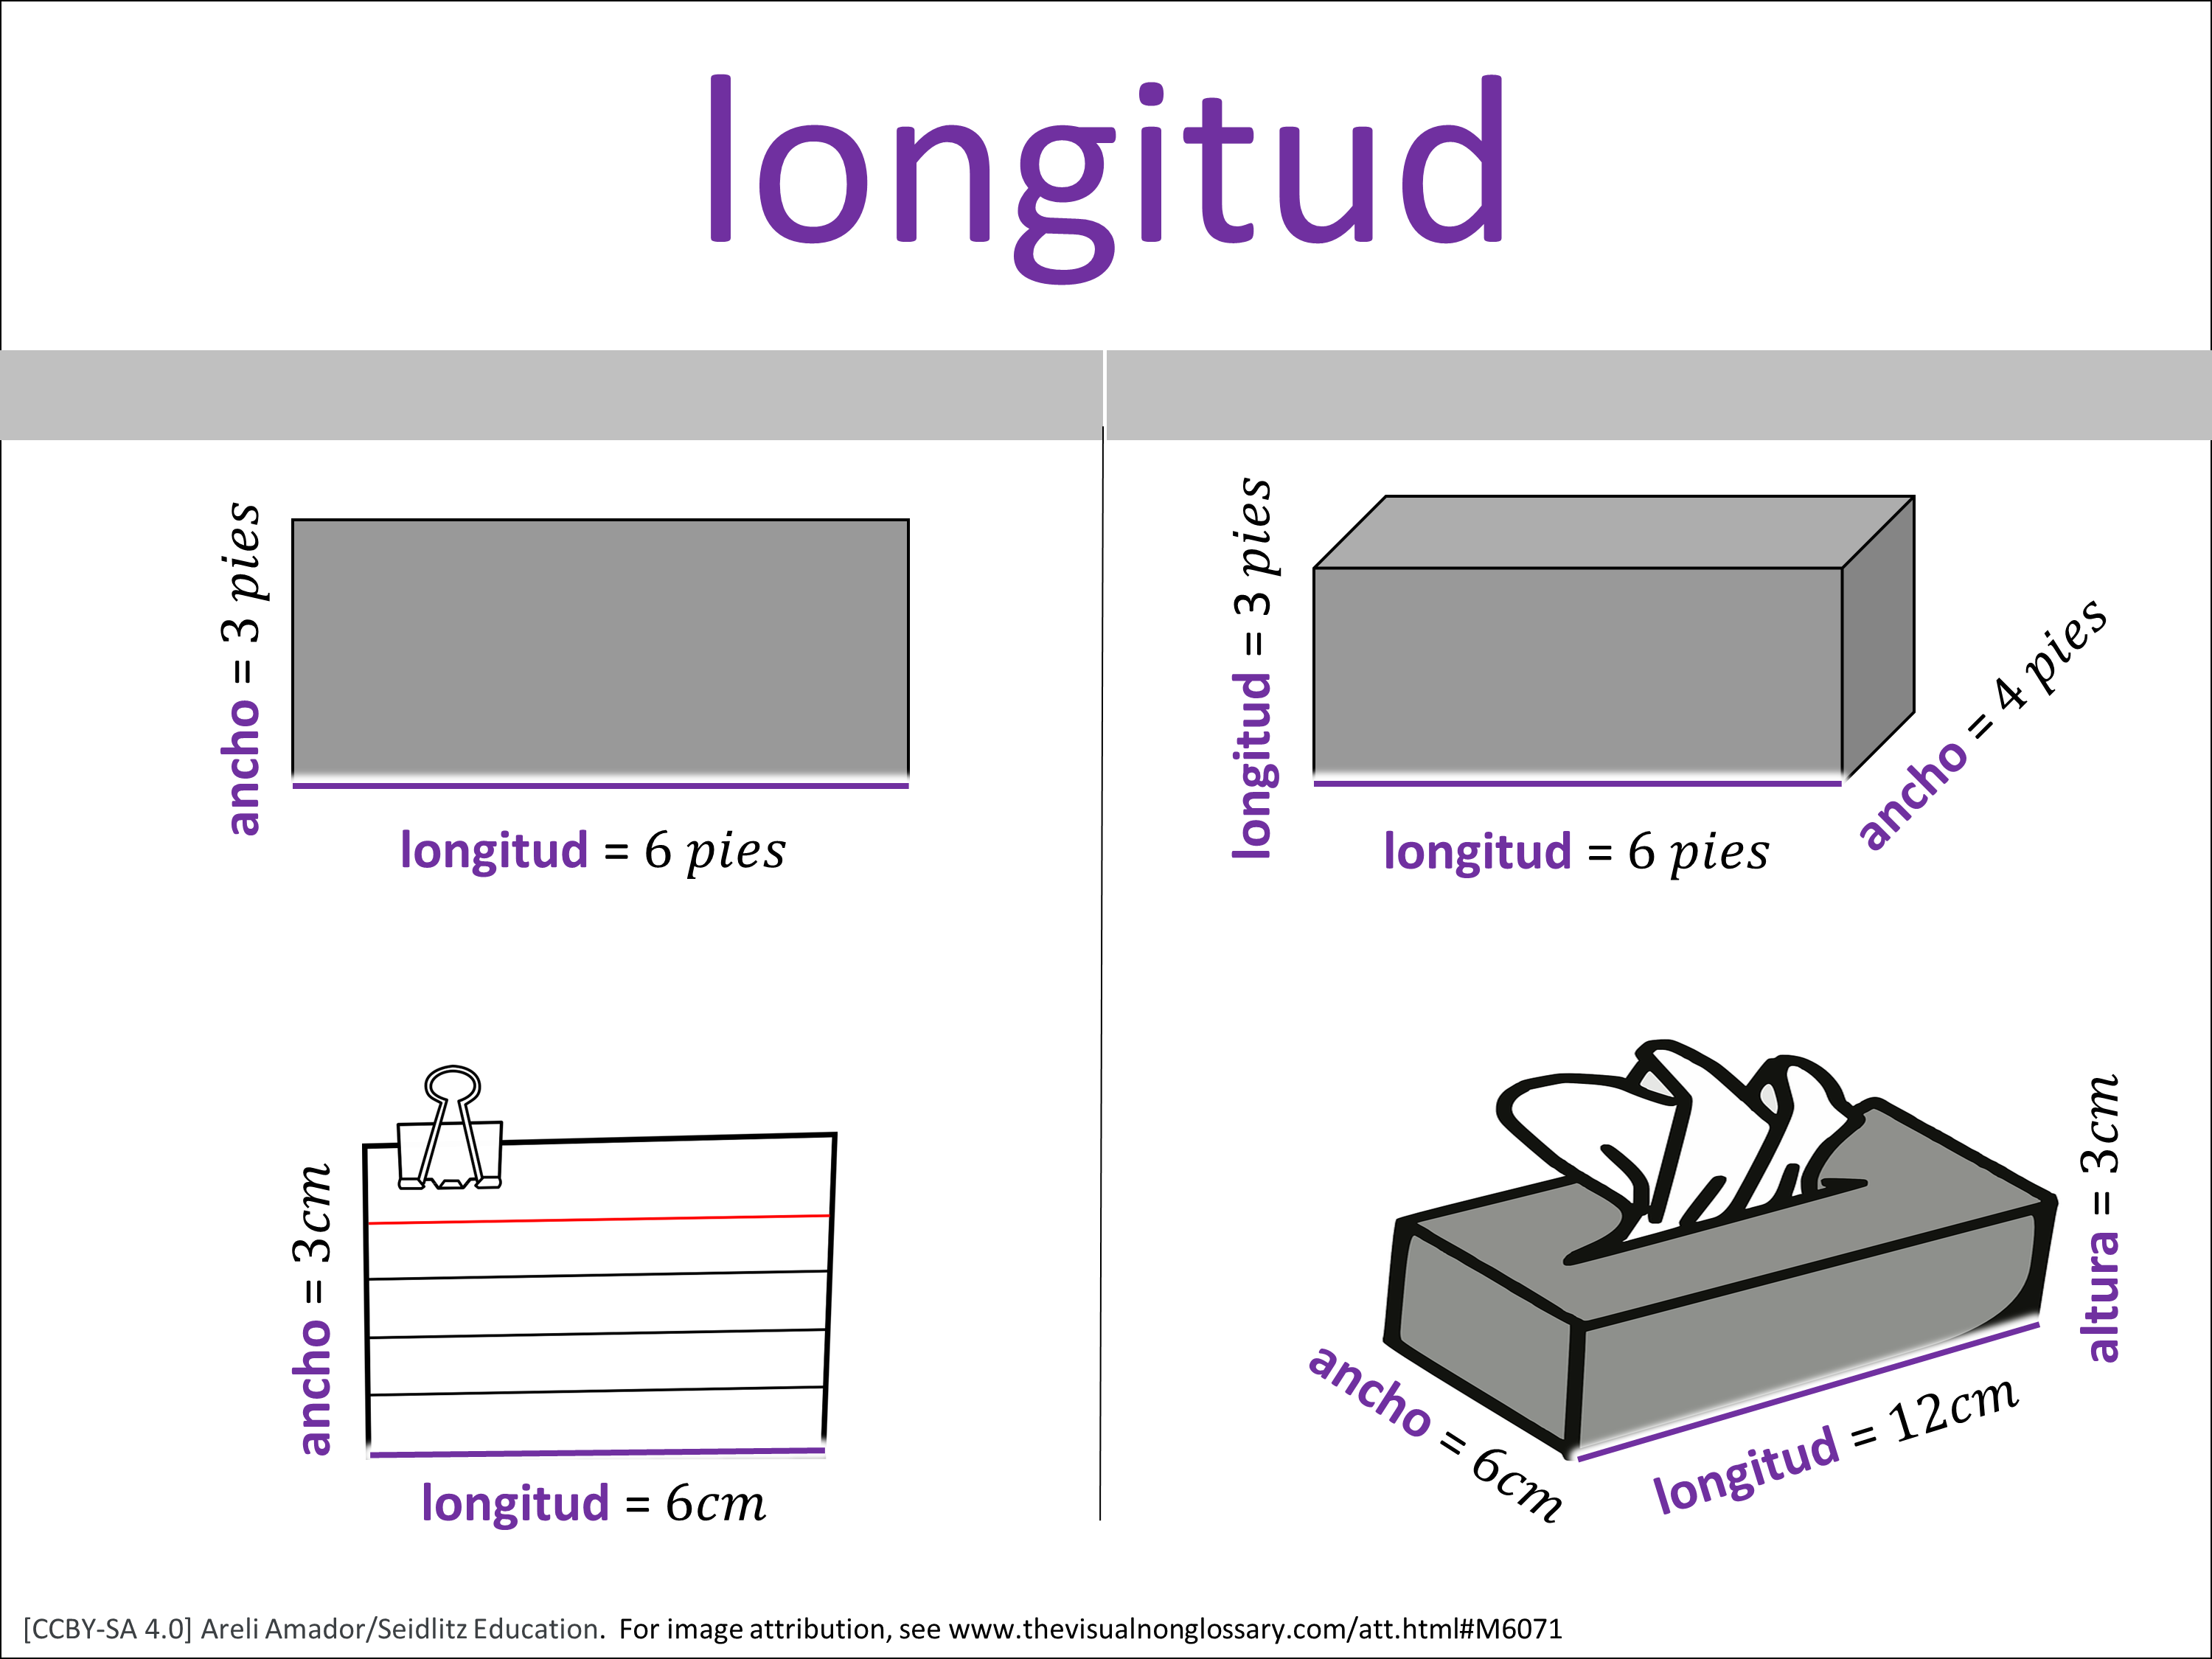 longitud
ancho = 3 pies
longitud = 6 pies
longitud = 3 pies
longitud = 6 pies
ancho = 4 pies
ancho = 3cm
longitud = 6cm
ancho = 6cm
longitud = 12cm
altura = 3cm
[CCBY-SA 4.0] Areli Amador/Seidlitz Education.  For image attribution, see www.thevisualnonglossary.com/att.html#M6071